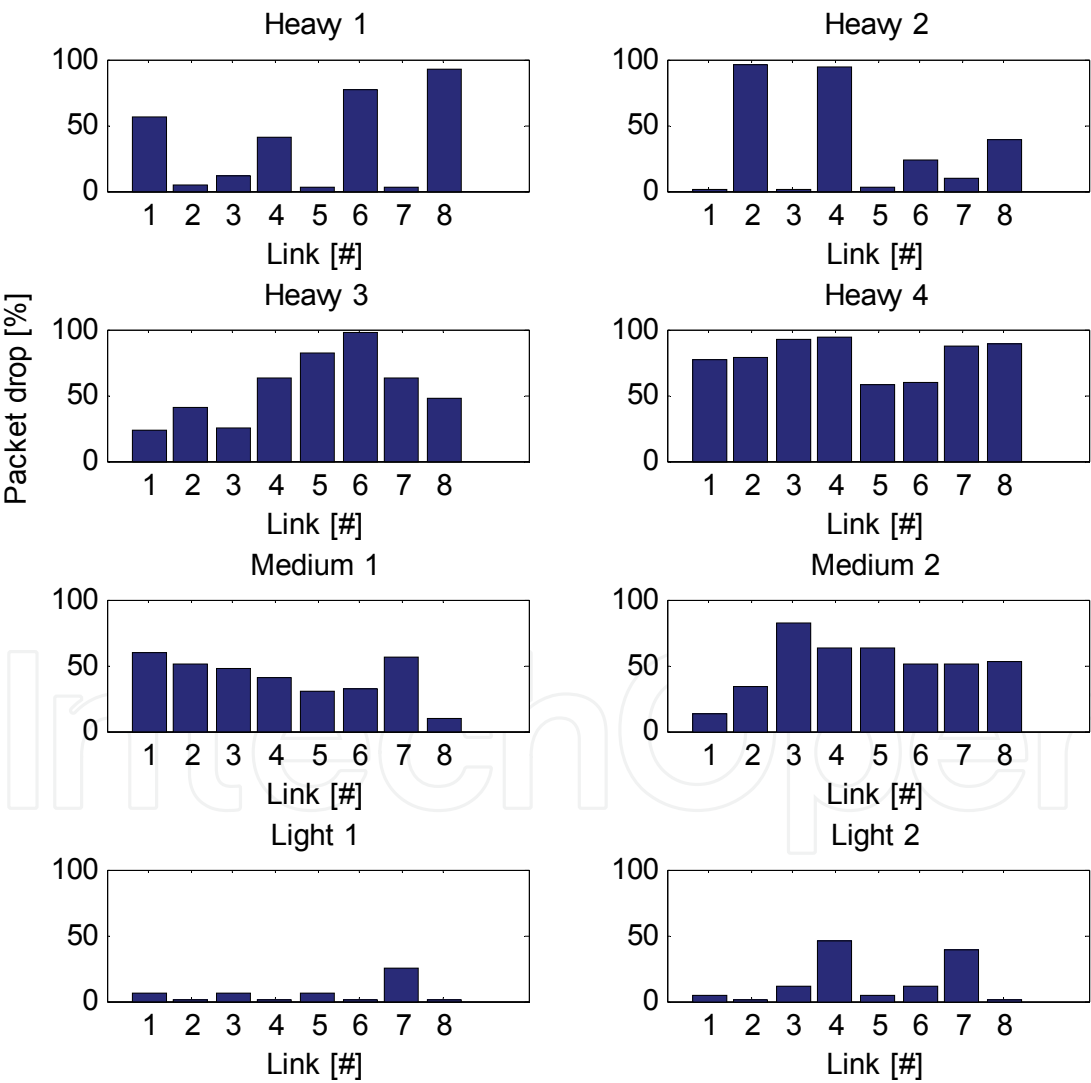 Heavy 1
100
50
0
1 2 3 4 5 6 7 8
Link [#]
Heavy 2
100
50
0
1 2 3 4 5 6 7 8
Link [#]
Packet drop [%]
Heavy 3
100
50
0
1 2 3 4 5 6 7 8
Link [#]
Heavy 4
100
50
0
1 2 3 4 5 6 7 8
Link [#]
Medium 1
100
50
0
1 2 3 4 5 6 7 8
Link [#]
Medium 2
100
50
0
1 2 3 4 5 6 7 8
Link [#]
IntechOpen
Light 1
100
50
0
1 2 3 4 5 6 7 8
Link [#]
Light 2
100
50
0
1 2 3 4 5 6 7 8
Link [#]